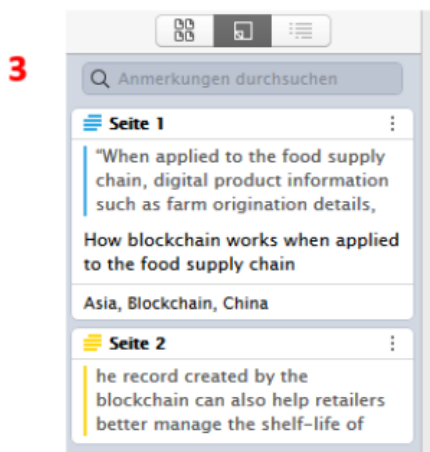 3
Anmerkungen durchsuchen
Seite 1
"When applied to the food supply
chain, digital product information
such as farm origination details,
How blockchain works when applied
to the food supply chain
Asia, Blockchain, China
Seite 2
he record created by the
blockchain can also help retailers
better manage the shelf-life of